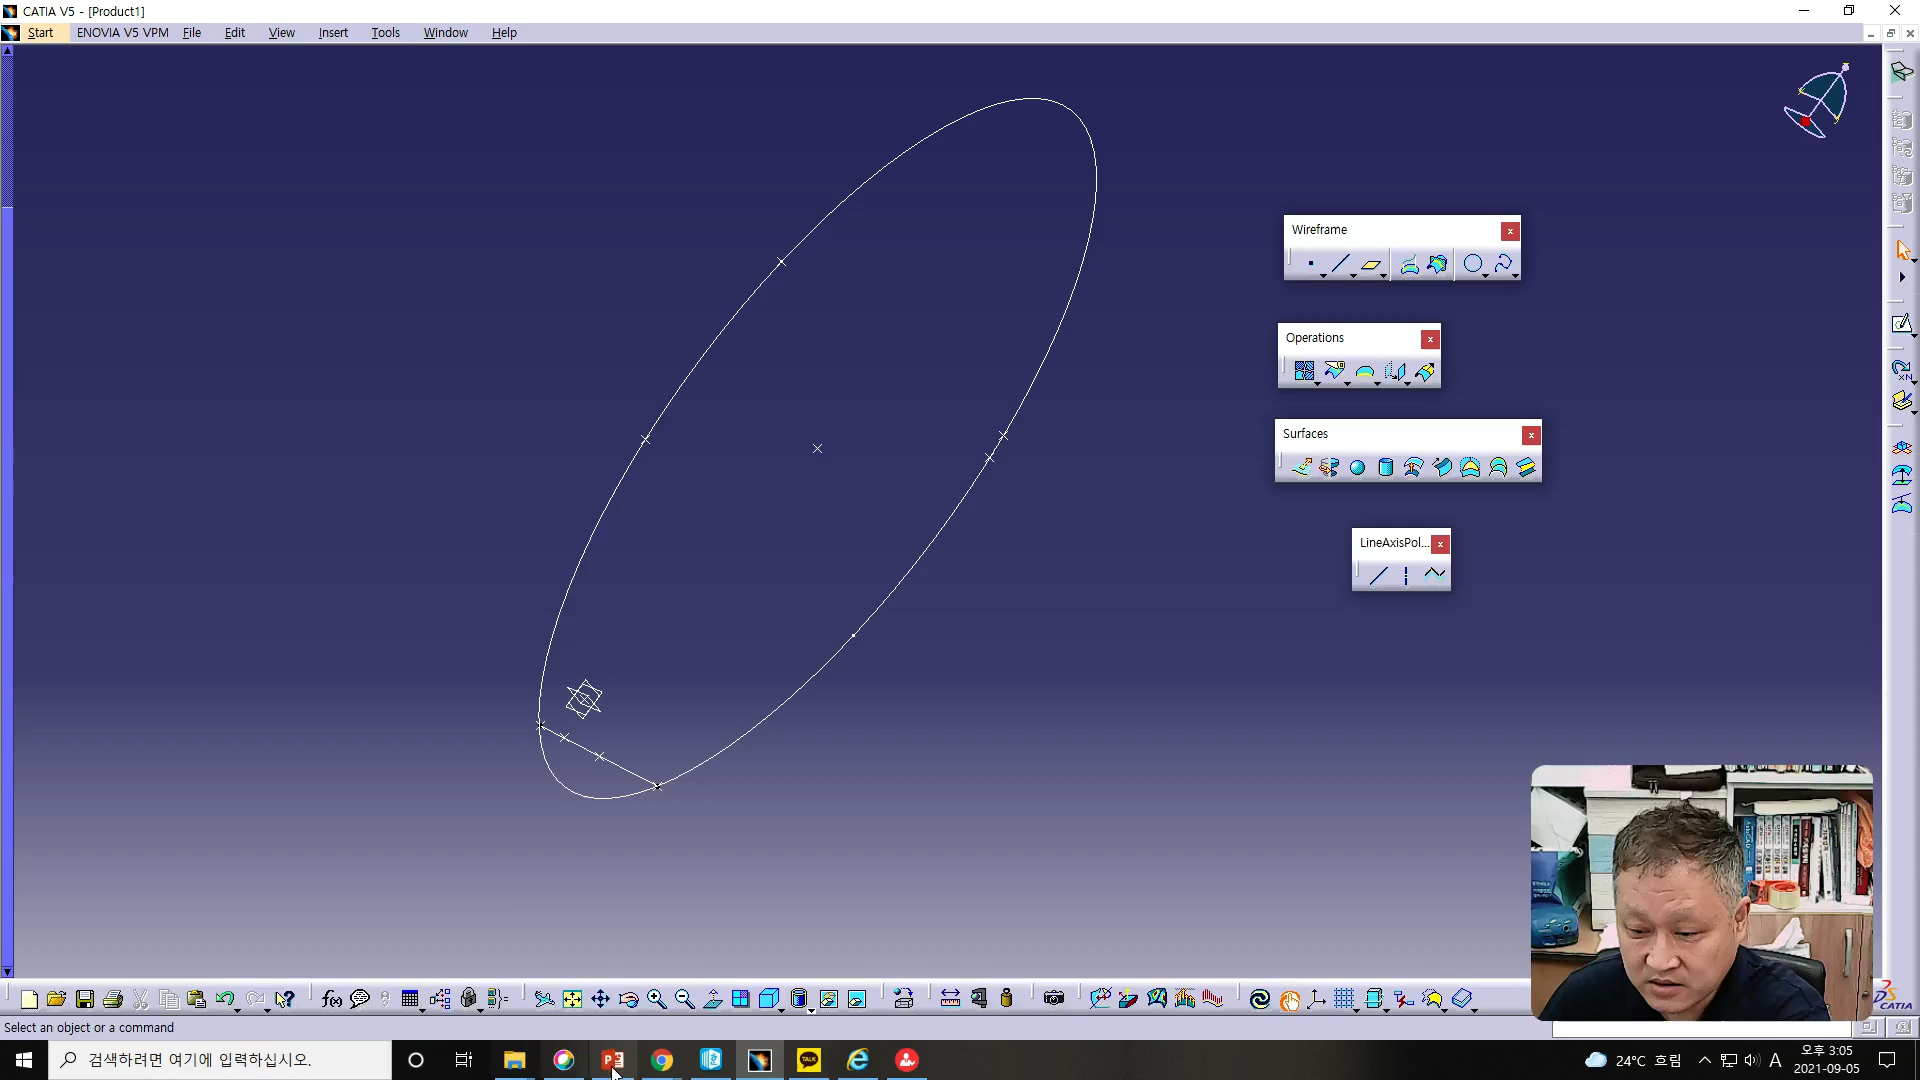 CATIA V5 - [Product1]
Start ENOVIA V5 VPM File Edit View Insert Tools Window Help
Wireframe
Operations
Surfaces
LineAxisPol...
CATIA
Select an object or a command
검색하려면 여기에 입력하십시오.
TALK
24°C 흐림
A
오후 3:05
2021-09-05